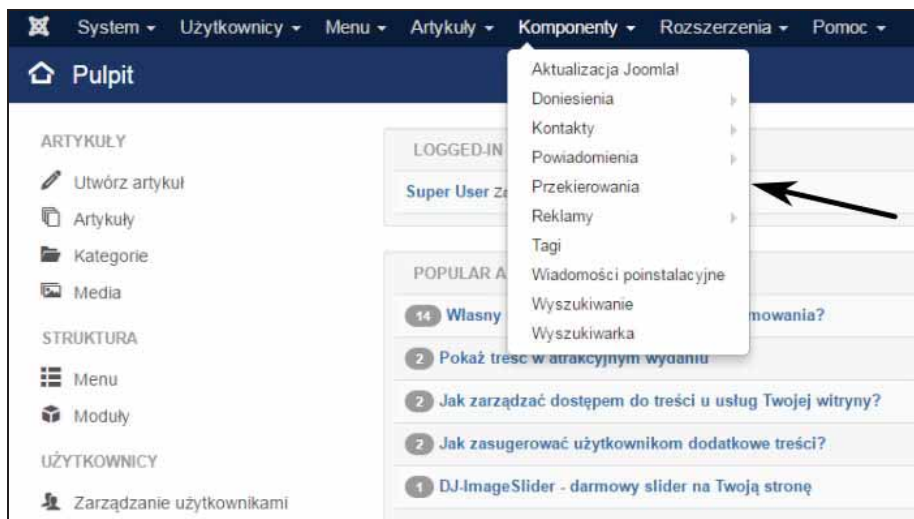 System Użytkownicy Menu Artykuły Komponenty Rozszerzenia Pomoc
Pulpit
Aktualizacja Joomla!
Doniesienia
Kontakty
Powiadomienia
Przekierowania
Reklamy
Tagi
Wiadomości poinstalacyjne
Wyszukiwanie
Wyszukiwarka
ARTYKUŁY
Utwórz artykuł
Artykuły
Kategorie
Media
STRUKTURA
Menu
Moduły
UŻYTKOWNICY
Zarządzanie użytkownikami
LOGGED-IN
Super User
POPULAR A
14 Własny mowania?
2 Pokaż treść w atrakcyjnym wydaniu
2 Jak zarządzać dostępem do treści u usług Twojej witryny?
2 Jak zasugerować użytkownikom dodatkowe treści?
1 DJ-ImageSlider - darmowy slider na Twoją stronę